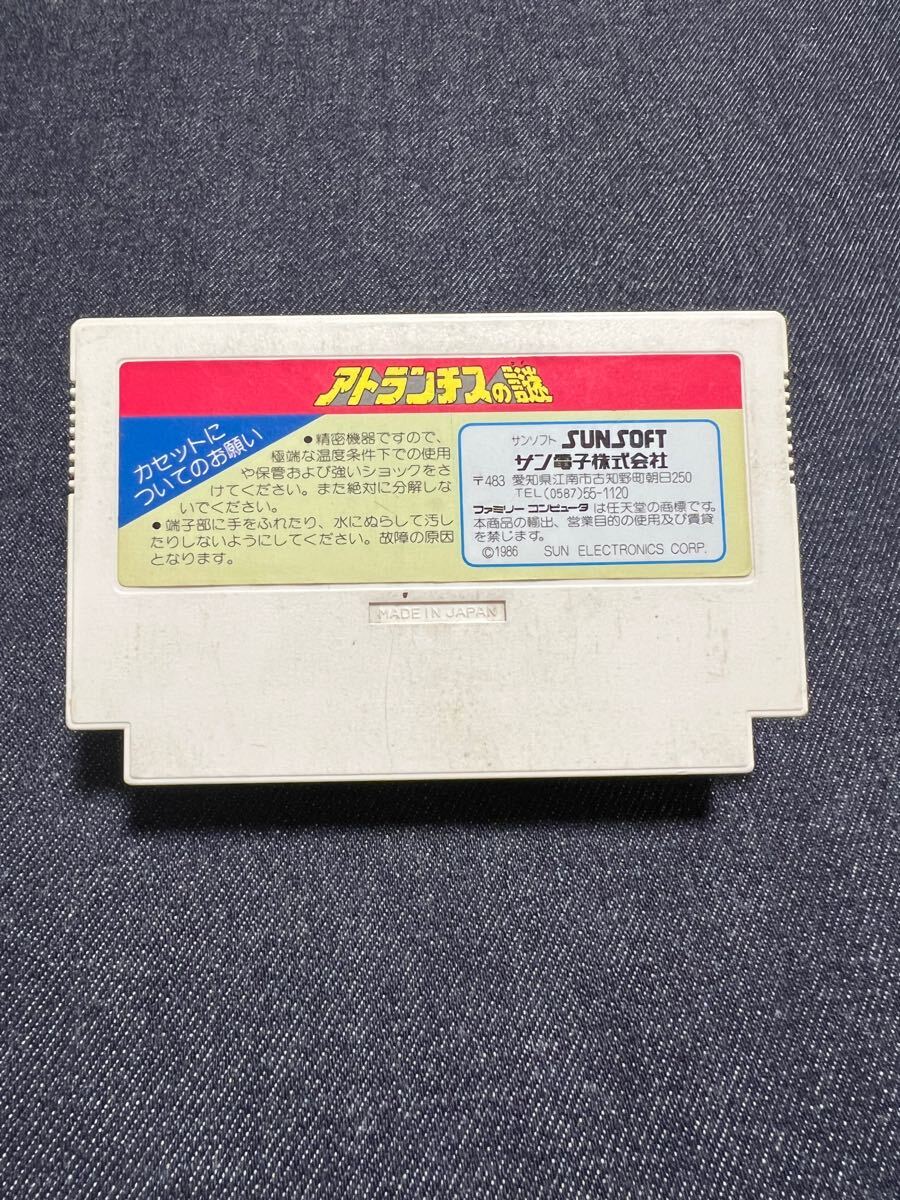 アトランチスの謎
カセットに
ついてのお願い
●精密機器ですので、
極端な温度条件下での使用
や保管および強いショックをさ
けてください。また絶対に分解しな
いでください。
●端子部に手をふれたり、水にぬらして汚し
たりしないようにしてください。故障の原因
となります。
サンソフト SUNSOFT
サン電子株式会社
〒483 愛知県江南市古知野町朝日250
TEL(0587)55-1120
ファミリーコンピュータは任天堂の商標です。
本商品の輸出、営業目的の使用及び賃貸
を禁じます。
©1986 SUN ELECTRONICS CORP.
MADE IN JAPAN